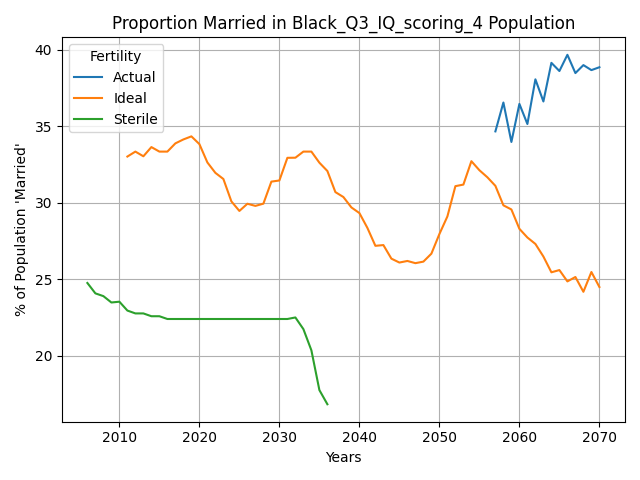 Proportion Married in Black_Q3_IQ_scoring_4 Population
Fertility
Actual
Ideal
Sterile
% of Population 'Married'
40
35
30
25
20
2010 2020 2030 2040 2050 2060 2070
Years